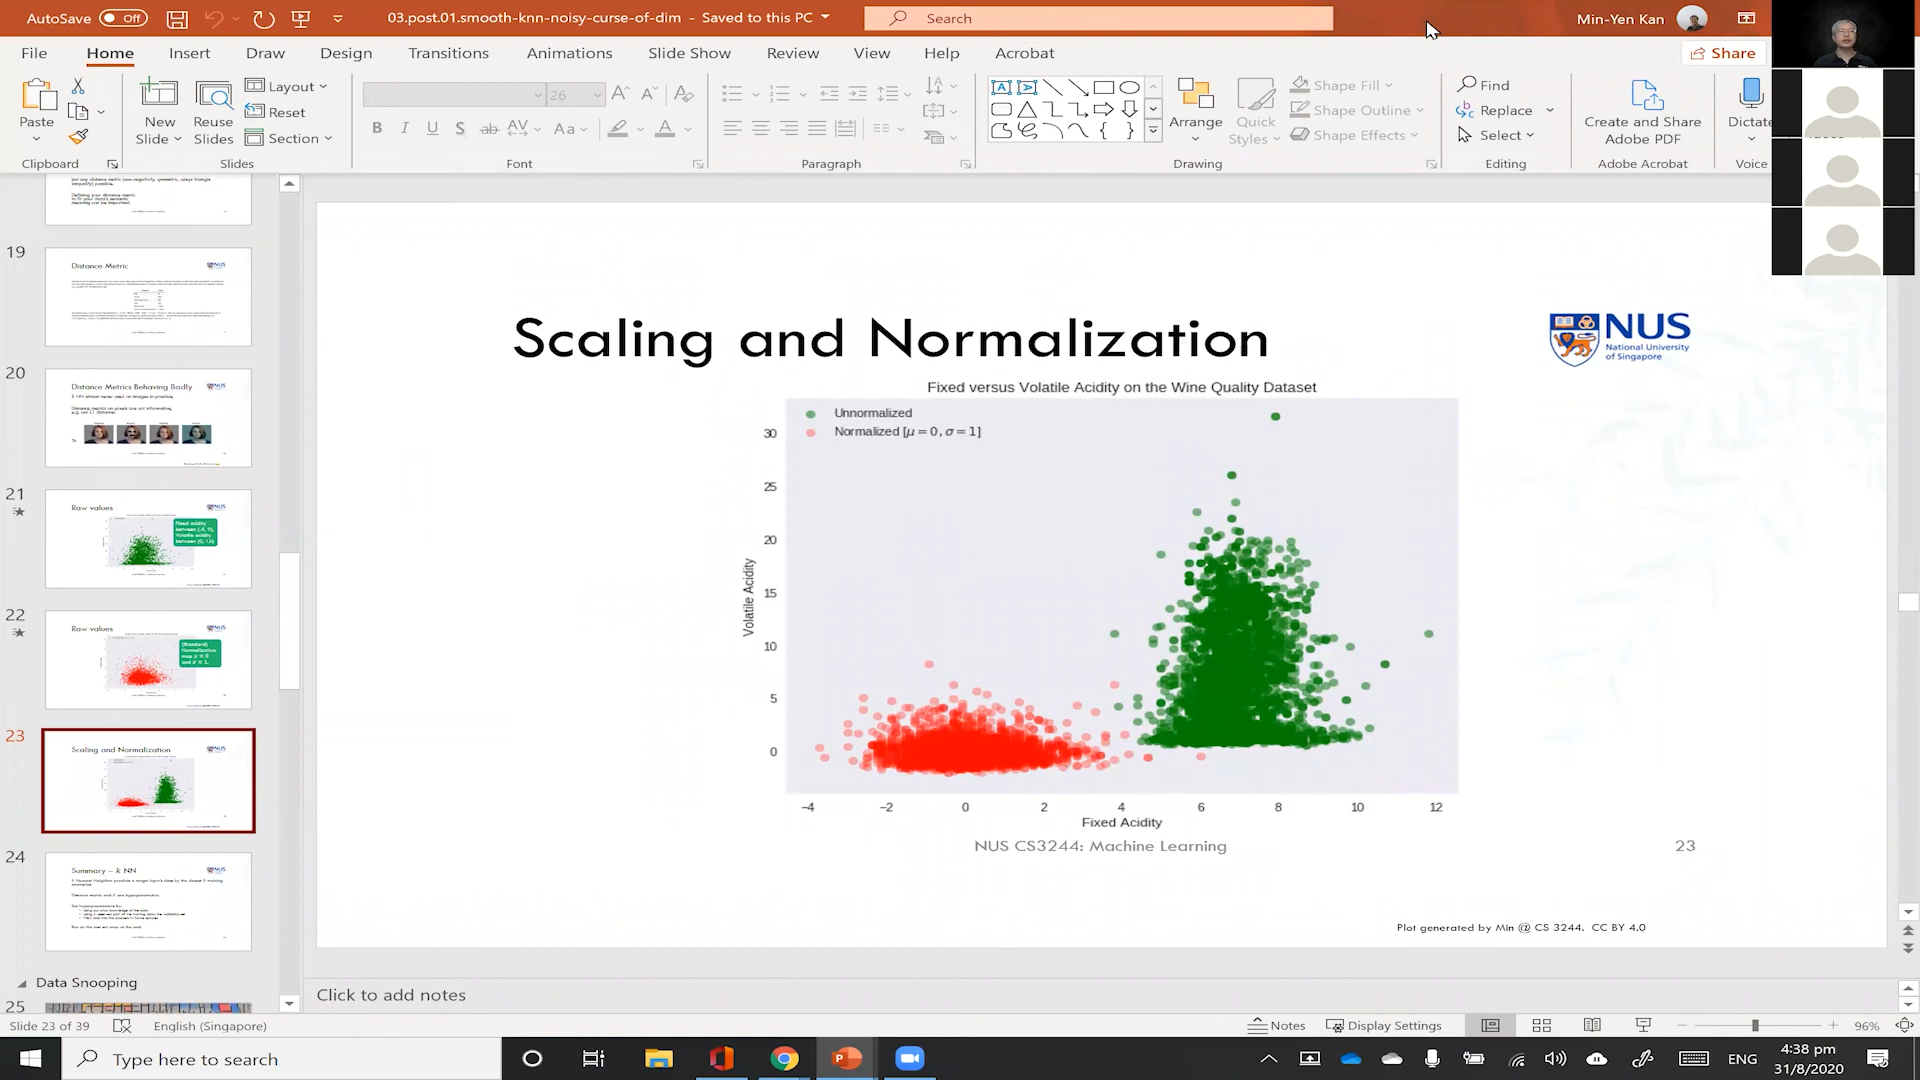 AutoSave Off
03.post.01.smooth-knn-noisy-curse-of-dim - Saved to this PC
Search
Min-Yen Kan
File Home Insert Draw Design Transitions Animations Slide Show Review View Help Acrobat
Share
Paste
New Slide
Reuse Slides
Layout
Reset
Section
26
Arrange
Quick Styles
Shape Fill
Shape Outline
Shape Effects
Find
Replace
Select
Create and Share Adobe PDF
Dictate
Clipboard Slides Font Paragraph Drawing Editing Adobe Acrobat Voice
19
Distance Metric
20
Distance Metrics Behaving Badly
21
Raw values
22
Raw values
23
Scaling and Normalization
24
Summary – k NN
Data Snooping
25
Scaling and Normalization
NUS
National University
of Singapore
Fixed versus Volatile Acidity on the Wine Quality Dataset
Unnormalized
Normalized [μ = 0, σ = 1]
Volatile Acidity
30
25
20
15
10
5
0
−4 −2 0 2 4 6 8 10 12
Fixed Acidity
NUS CS3244: Machine Learning
23
Plot generated by Min @ CS 3244. CC BY 4.0
Click to add notes
Slide 23 of 39
English (Singapore)
Notes
Display Settings
96%
Type here to search
ENG
4:38 pm
31/8/2020